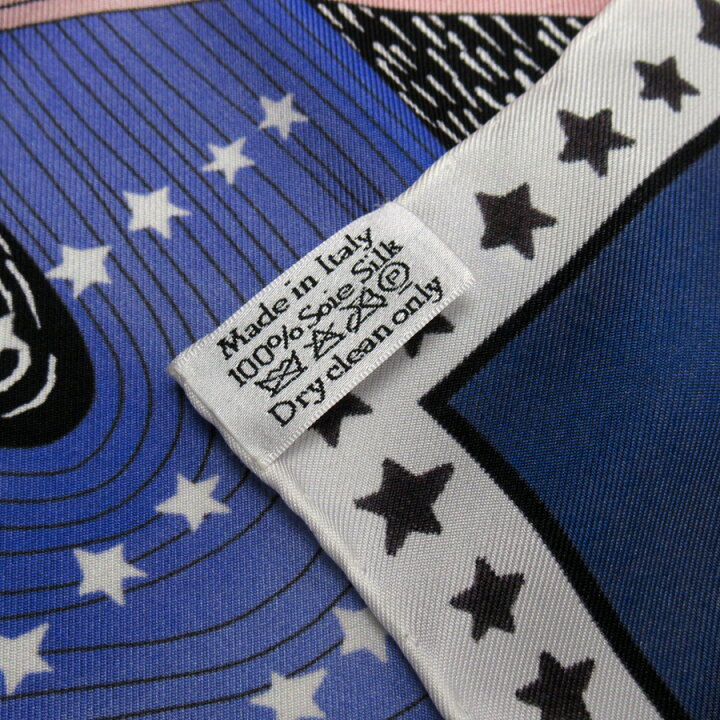 Made in Italy
100% Soie Silk
P
Dry clean only